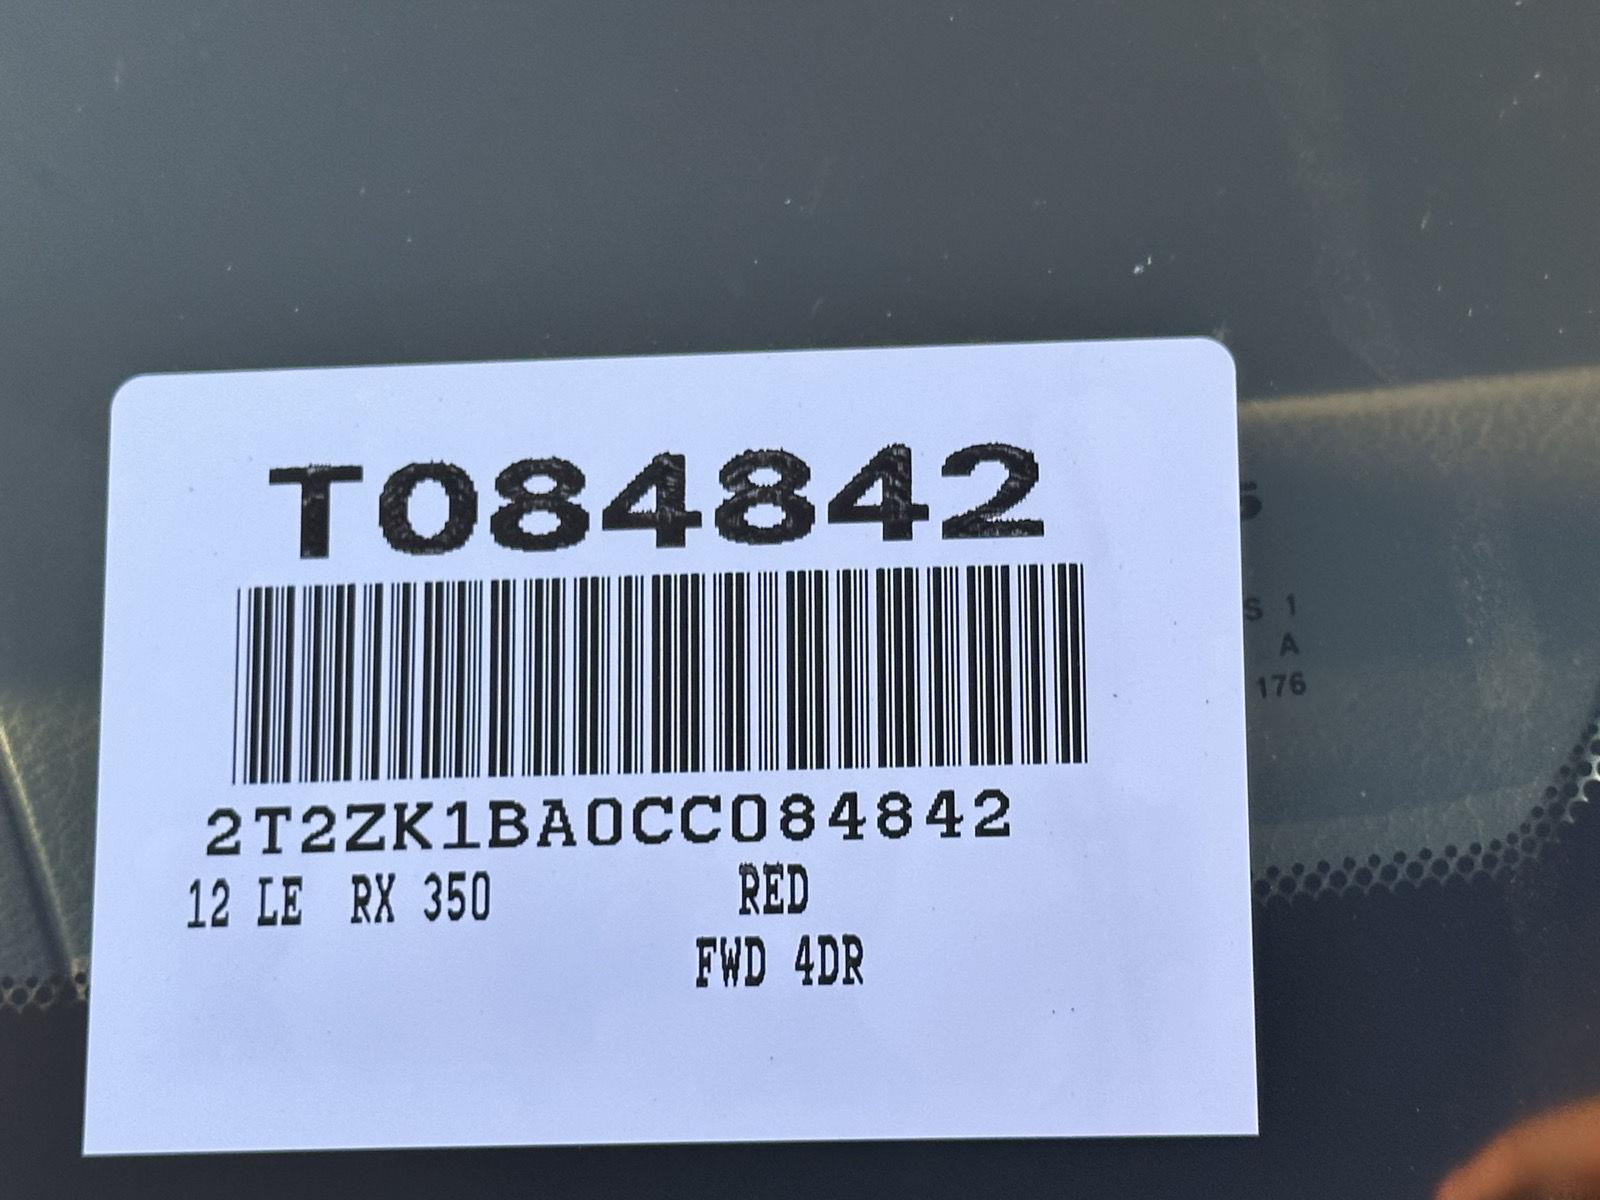 T084842
2T2ZK1BA0CC084842
12 LE RX 350 RED
FWD 4DR
S 1
A
176